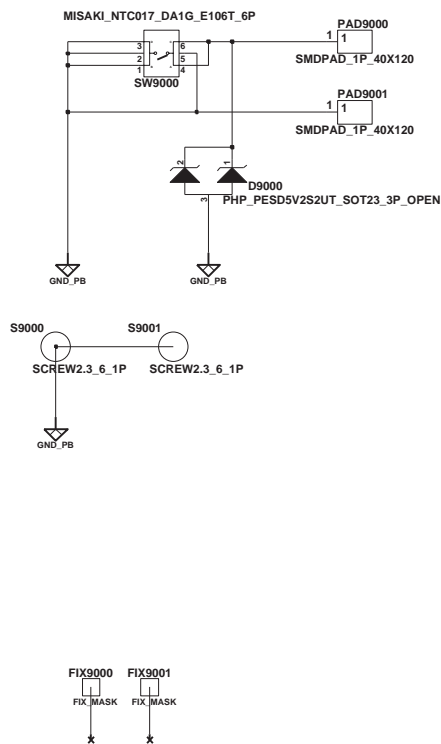 MISAKI_NTC017_DA1G_E106T_6P
PAD9000
3 6 1 1
2 5 SMDPAD_1P_40X120
1 4
SW9000
PAD9001
1 1
SMDPAD_1P_40X120
2 1
D9000
3 PHP_PESD5V2S2UT_SOT23_3P_OPEN
GND_PB GND_PB
S9000 S9001
SCREW2.3_6_1P SCREW2.3_6_1P
GND_PB
FIX9000 FIX9001
FIX_MASK FIX_MASK